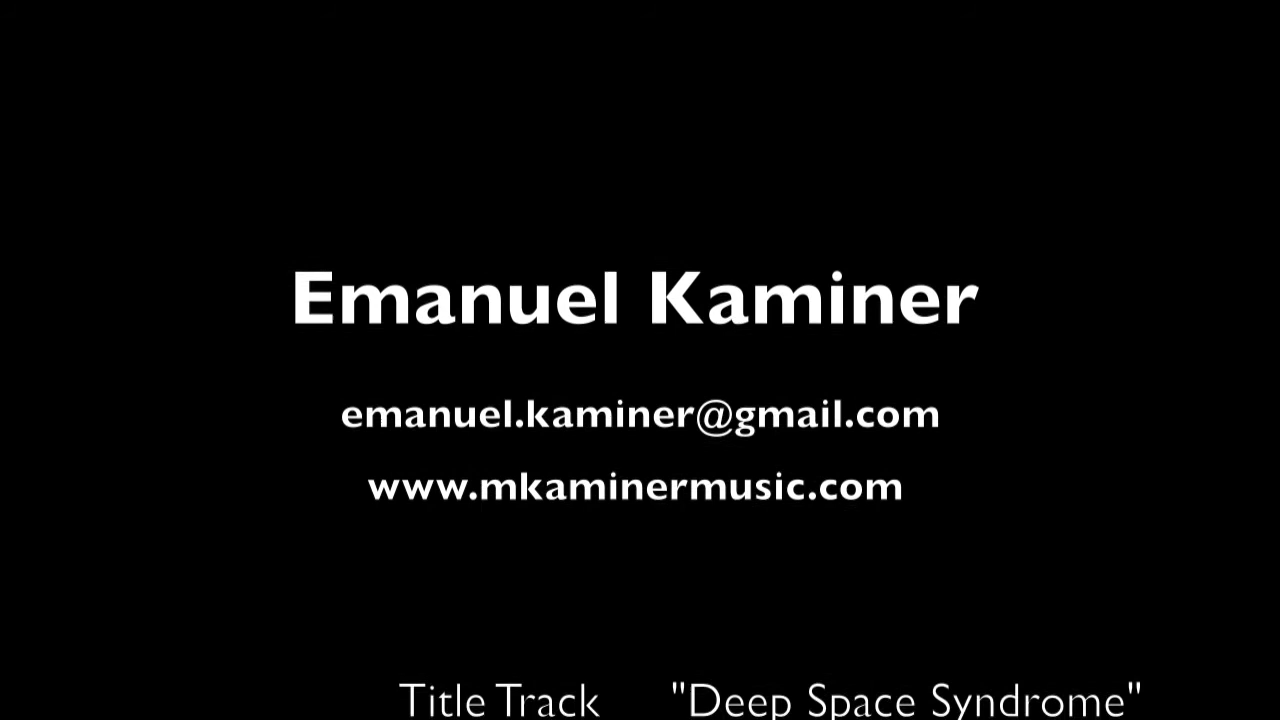 Emanuel Kaminer
emanuel.kaminer@gmail.com
www.mkaminermusic.com
Title Track "Deep Space Syndrome"